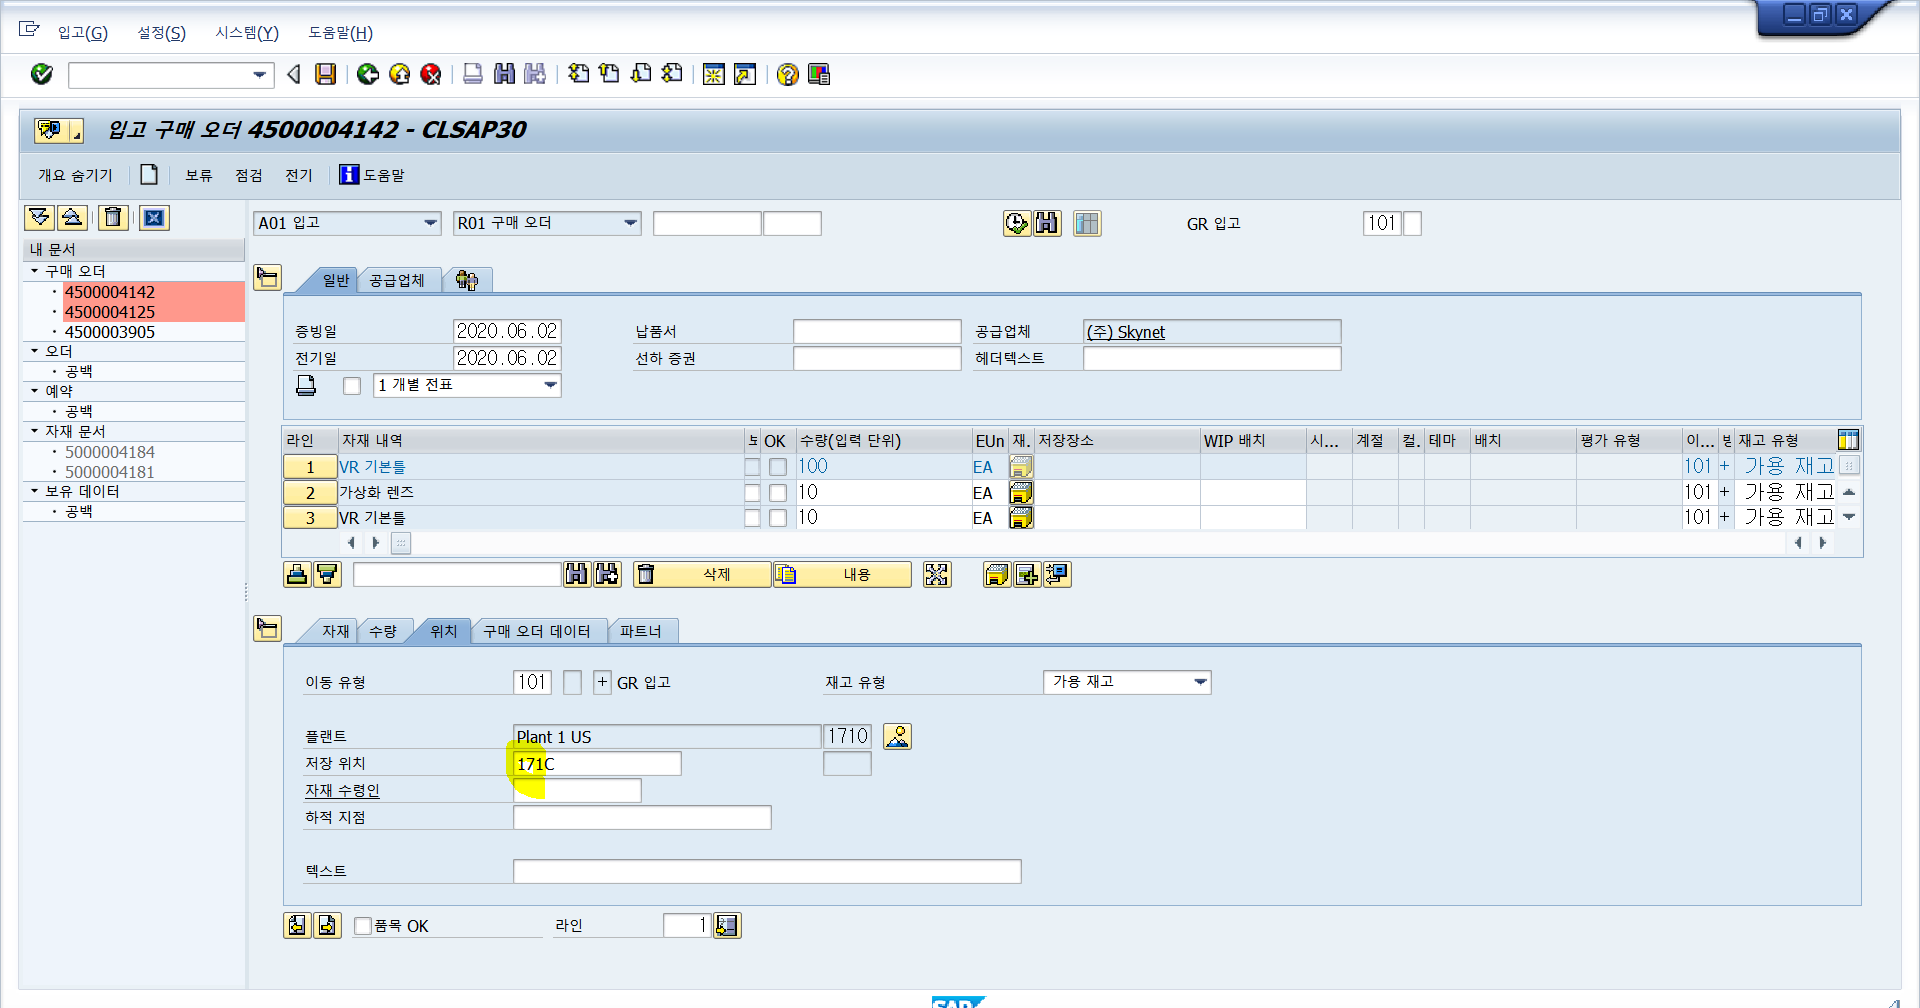 입고(G) 설정(S) 시스템(Y) 도움말(H)
입고 구매 오더 4500004142 - CLSAP30
개요 숨기기 보류 점검 전기 도움말
A01 입고 R01 구매 오더 GR 입고 101
내 문서
구매 오더
4500004142
4500004125
4500003905
오더
공백
예약
공백
자재 문서
5000004184
5000004181
보유 데이터
공백
일반 공급업체
증빙일 2020.06.02 납품서 공급업체 (주) Skynet
전기일 2020.06.02 선하 증권 헤더텍스트
1 개별 전표
라인 자재 내역 OK 수량(입력 단위) EUn 재. 저장장소 WIP 배치 시... 계절 컬. 테마 배치 평가 유형 이... 재고 유형
1 VR 기본틀 100 EA 101 + 가용 재고
2 가상화 렌즈 10 EA 101 + 가용 재고
3 VR 기본틀 10 EA 101 + 가용 재고
삭제 내용
자재 수량 위치 구매 오더 데이터 파트너
이동 유형 101 + GR 입고 재고 유형 가용 재고
플랜트 Plant 1 US 1710
저장 위치 171C
자재 수령인
하적 지점
텍스트
품목 OK 라인 1
SAP